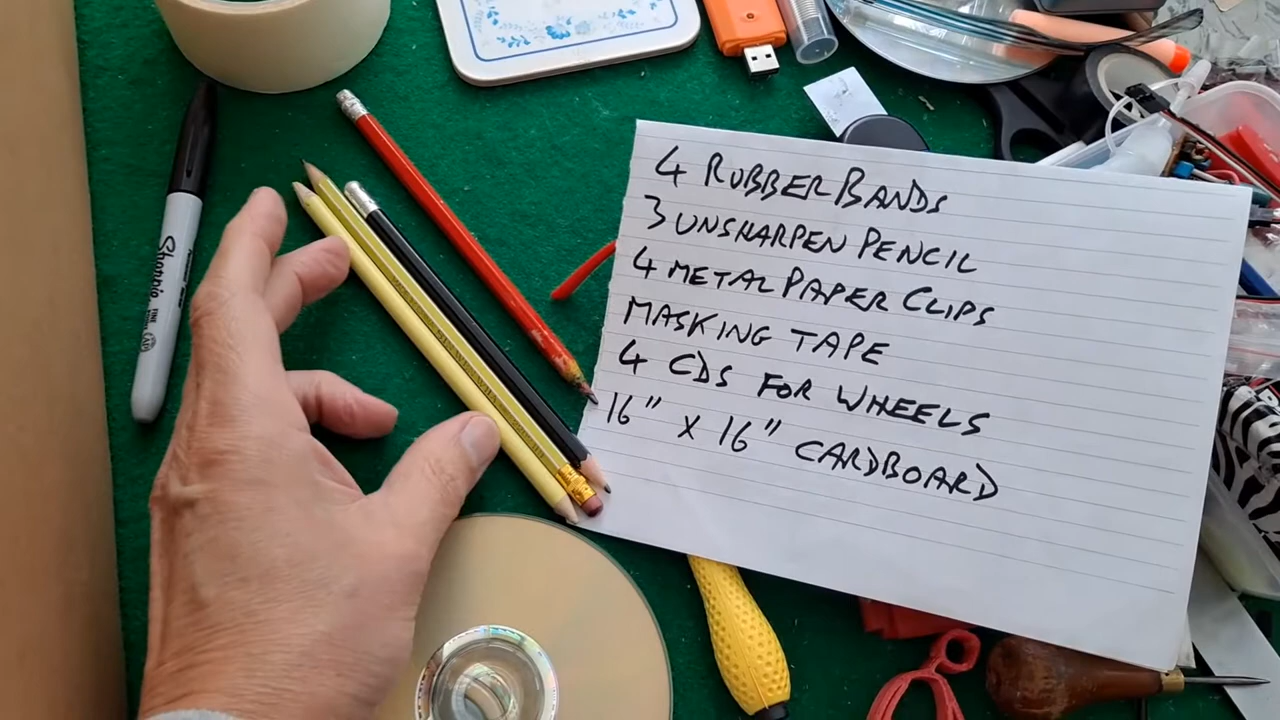 4 RUBBER BANDS
3 UNSHARPEN PENCIL
4 METAL PAPER CLIPS
MASKING TAPE
4 CDS FOR WHEELS
16" X 16" CARDBOARD
Sharpie